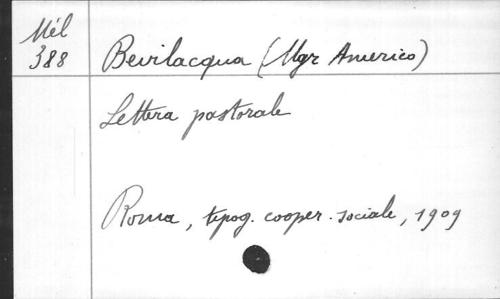 Mél
388
Bevilacqua (Mgr Americo)
Lettera pastorale
Roma, tipog. cooper. sociale, 1909